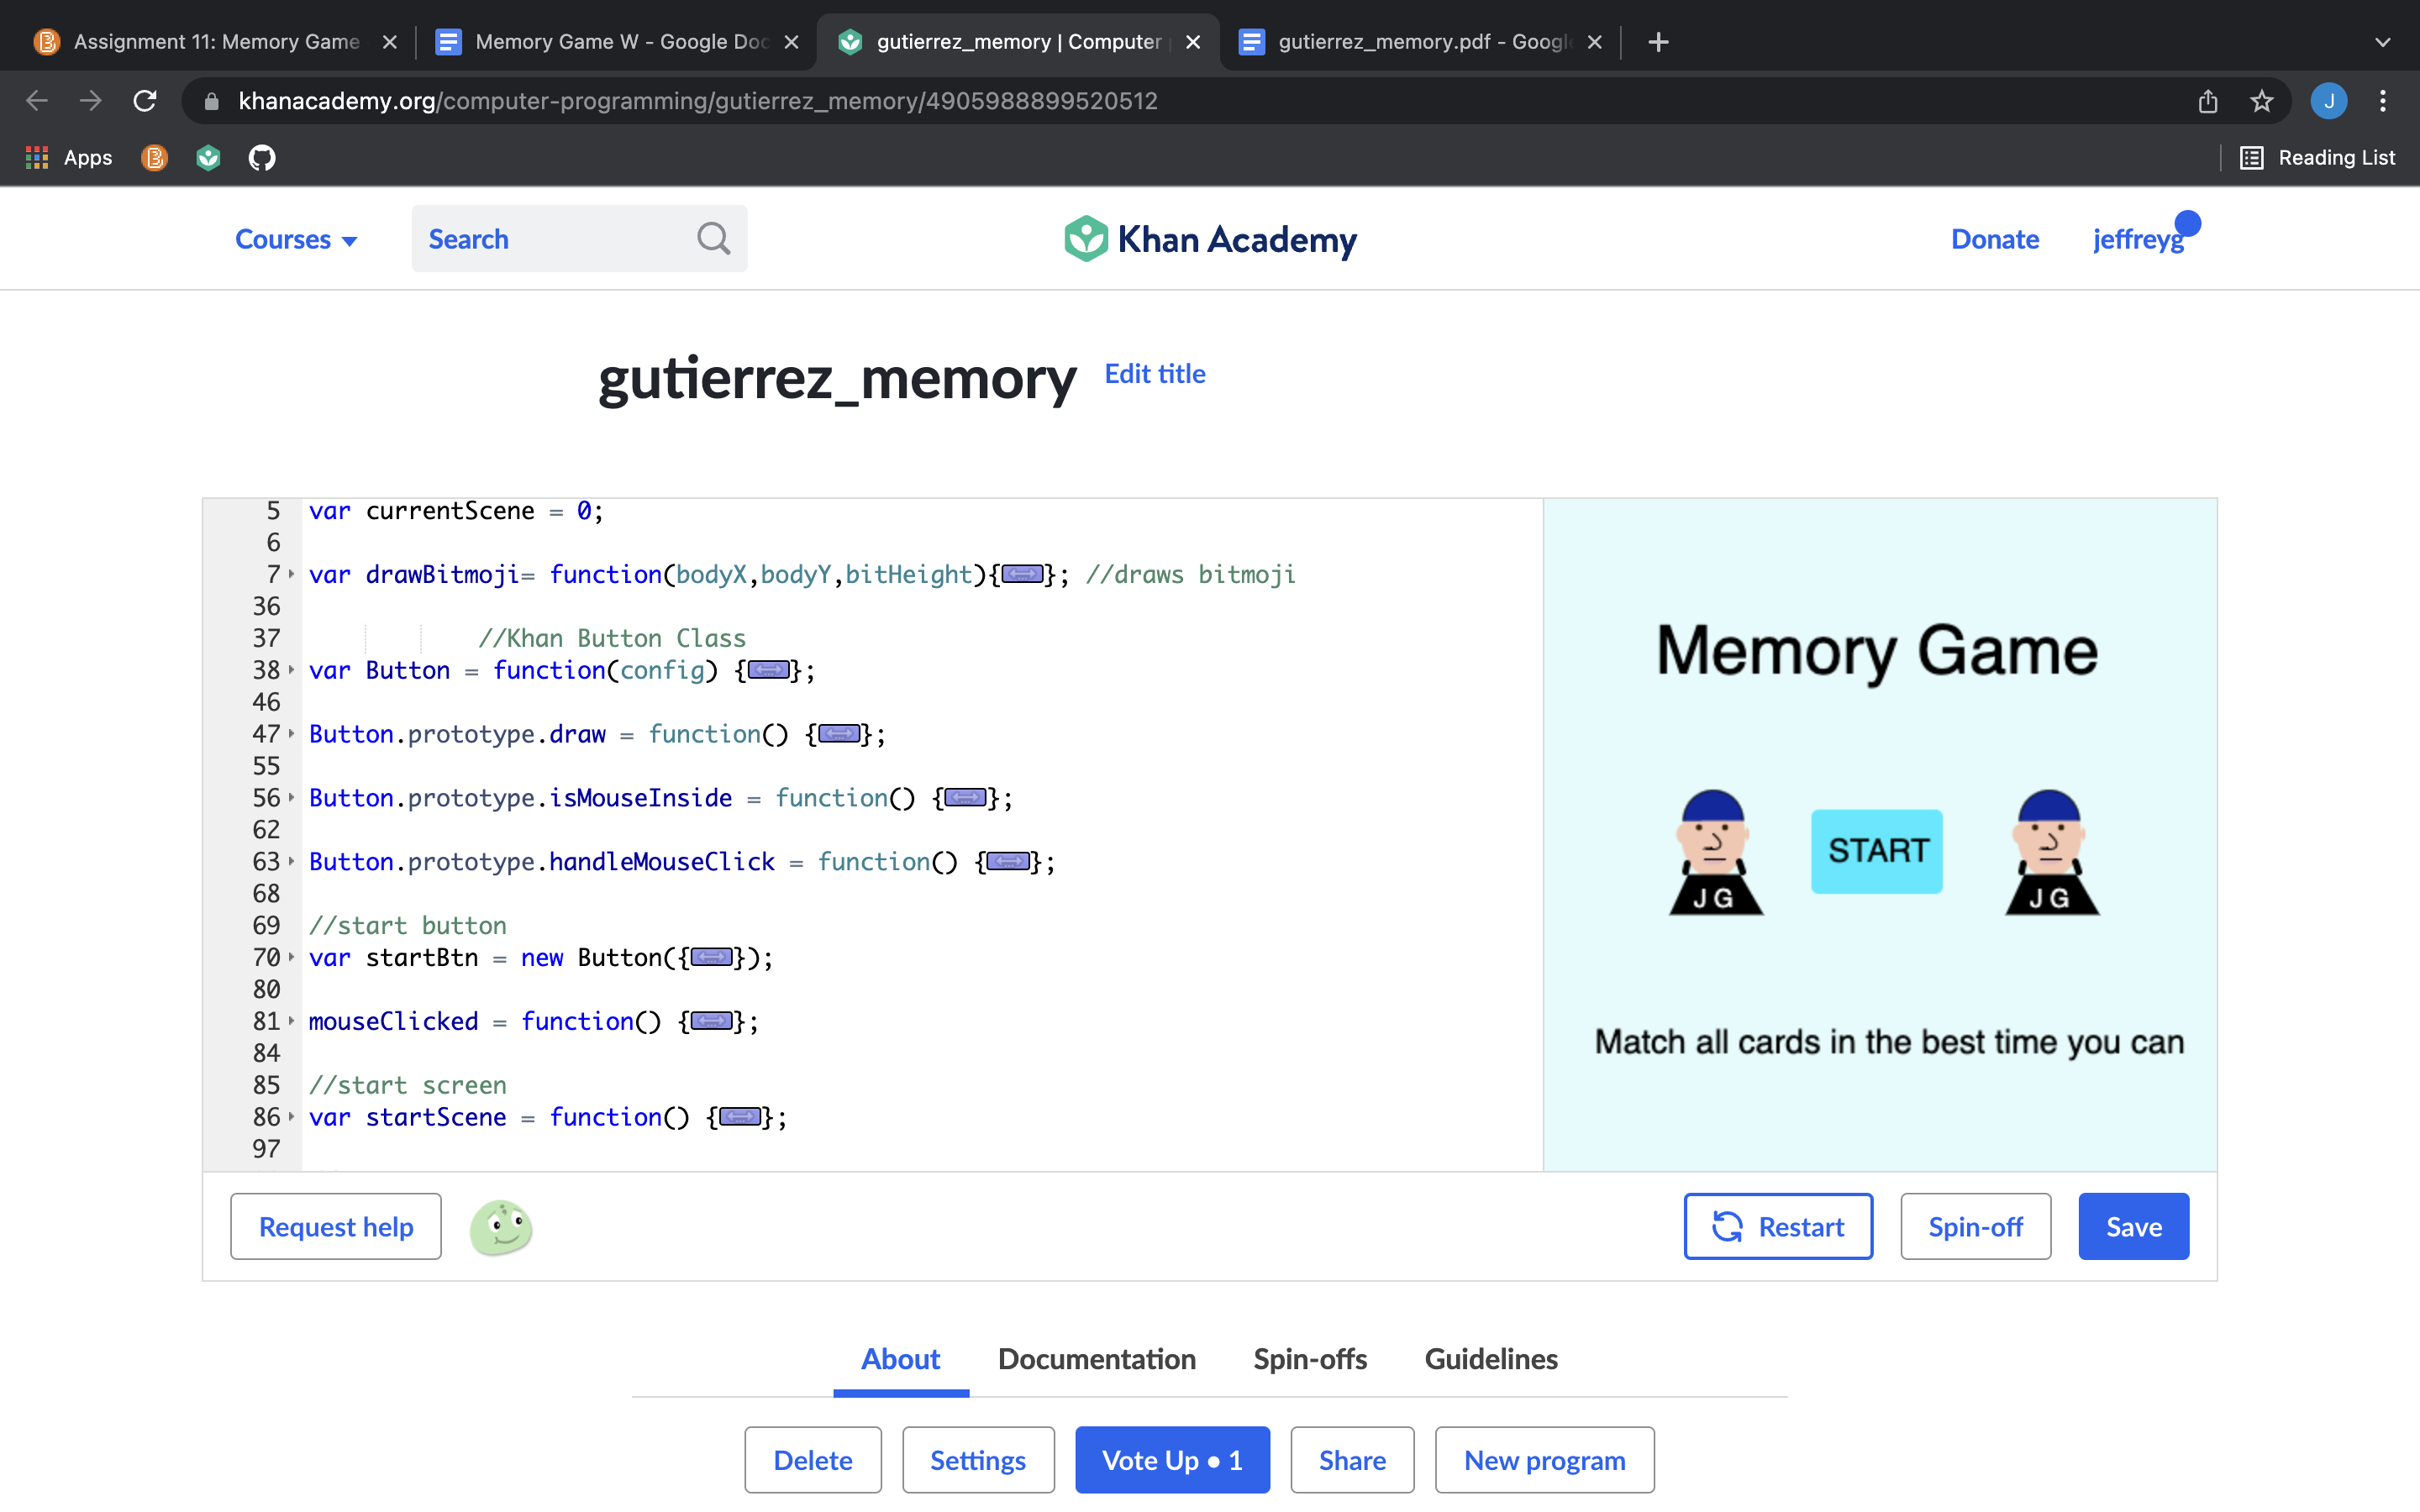 Assignment 11: Memory Game
Memory Game W - Google Doc
gutierrez_memory | Computer p
gutierrez_memory.pdf - Google
khanacademy.org/computer-programming/gutierrez_memory/4905988899520512
J
Apps
Reading List
Courses
Search
Khan Academy
Donate
jeffreyg
gutierrez_memory
Edit title
5 var currentScene = 0;
6
7 var drawBitmoji= function(bodyX,bodyY,bitHeight){}; //draws bitmoji
36
37 //Khan Button Class
38 var Button = function(config) {};
46
47 Button.prototype.draw = function() {};
55
56 Button.prototype.isMouseInside = function() {};
62
63 Button.prototype.handleMouseClick = function() {};
68
69 //start button
70 var startBtn = new Button({});
80
81 mouseClicked = function() {};
84
85 //start screen
86 var startScene = function() {};
97
Memory Game
START
J G
J G
Match all cards in the best time you can
Request help
Restart
Spin-off
Save
About
Documentation
Spin-offs
Guidelines
Delete
Settings
Vote Up • 1
Share
New program